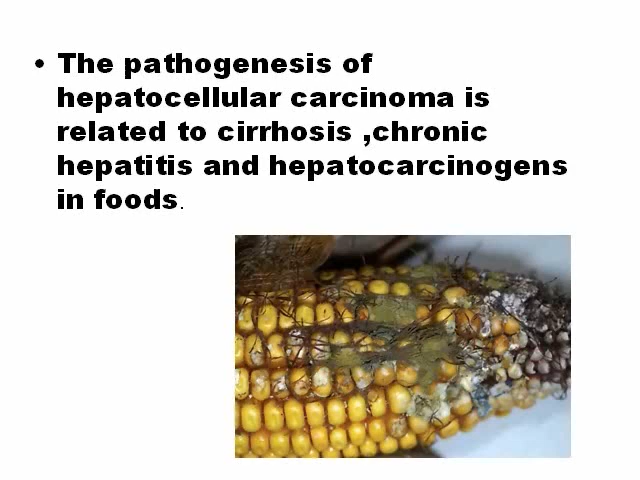 • The pathogenesis of
hepatocellular carcinoma is
related to cirrhosis ,chronic
hepatitis and hepatocarcinogens
in foods.